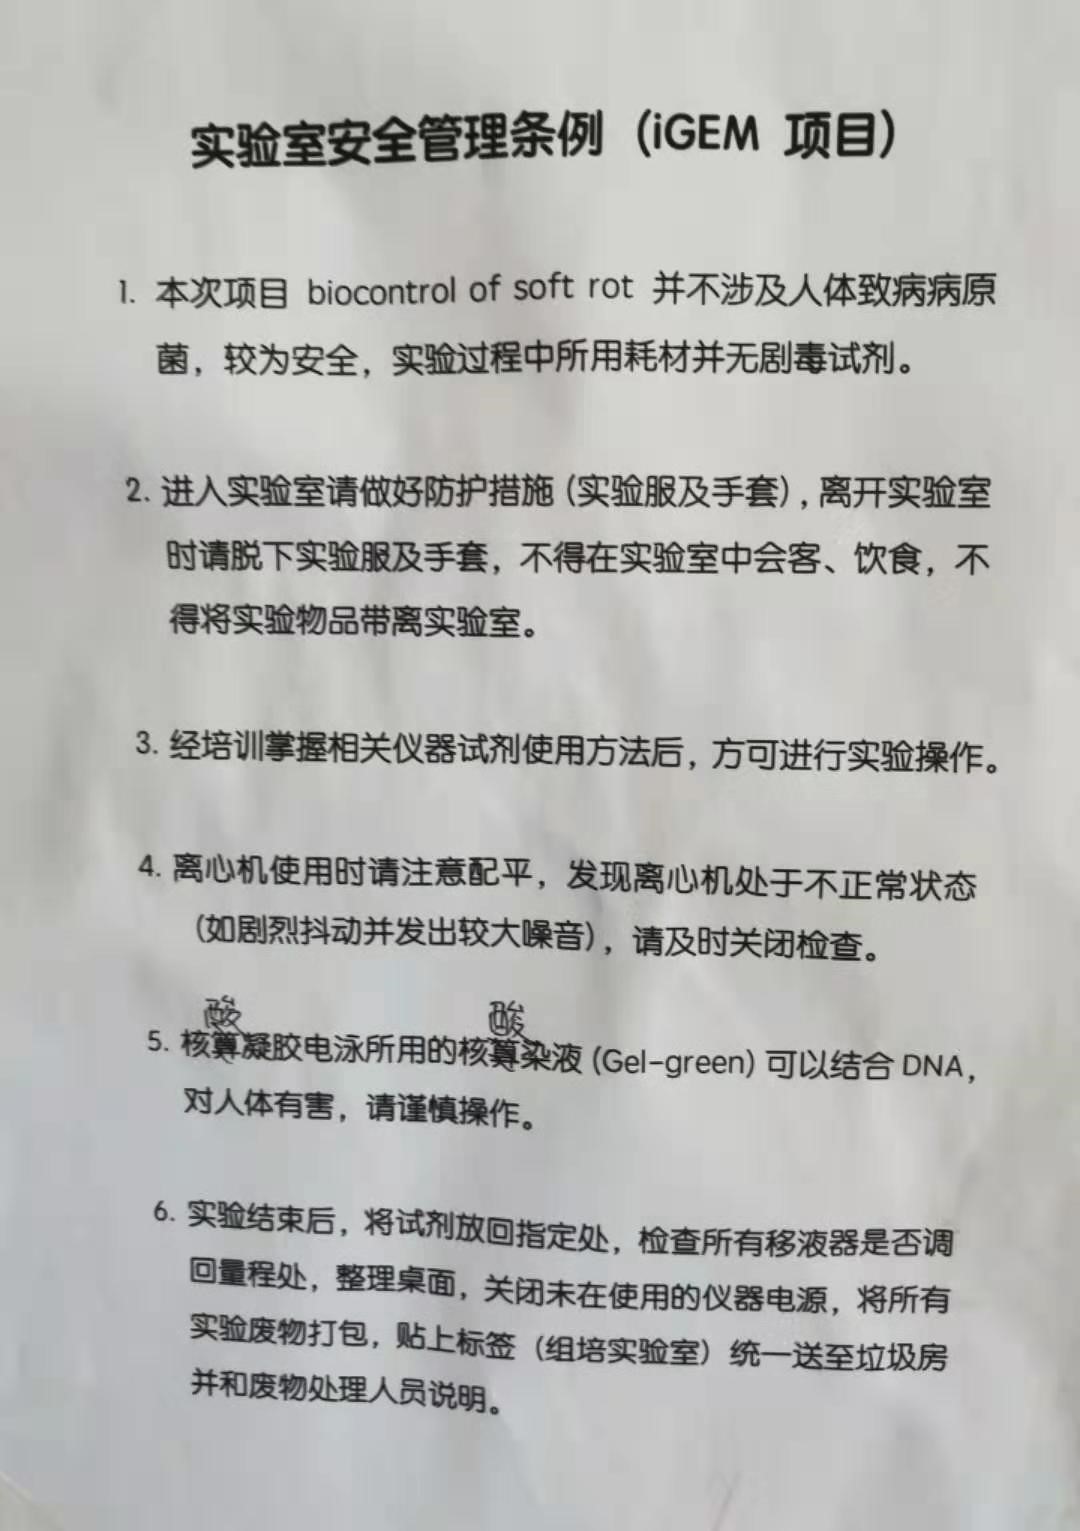 实验室安全管理条例（iGEM 项目）
1. 本次项目 biocontrol of soft rot 并不涉及人体致病病原
菌，较为安全，实验过程中所用耗材并无剧毒试剂。
2. 进入实验室请做好防护措施（实验服及手套），离开实验室
时请脱下实验服及手套，不得在实验室中会客、饮食，不
得将实验物品带离实验室。
3. 经培训掌握相关仪器试剂使用方法后，方可进行实验操作。
4. 离心机使用时请注意配平，发现离心机处于不正常状态
（如剧烈抖动并发出较大噪音），请及时关闭检查。
酸 酸
5. 核算凝胶电泳所用的核算染液（Gel-green）可以结合 DNA，
对人体有害，请谨慎操作。
6. 实验结束后，将试剂放回指定处，检查所有移液器是否调
回量程处，整理桌面，关闭未在使用的仪器电源，将所有
实验废物打包，贴上标签（组培实验室）统一送至垃圾房
并和废物处理人员说明。